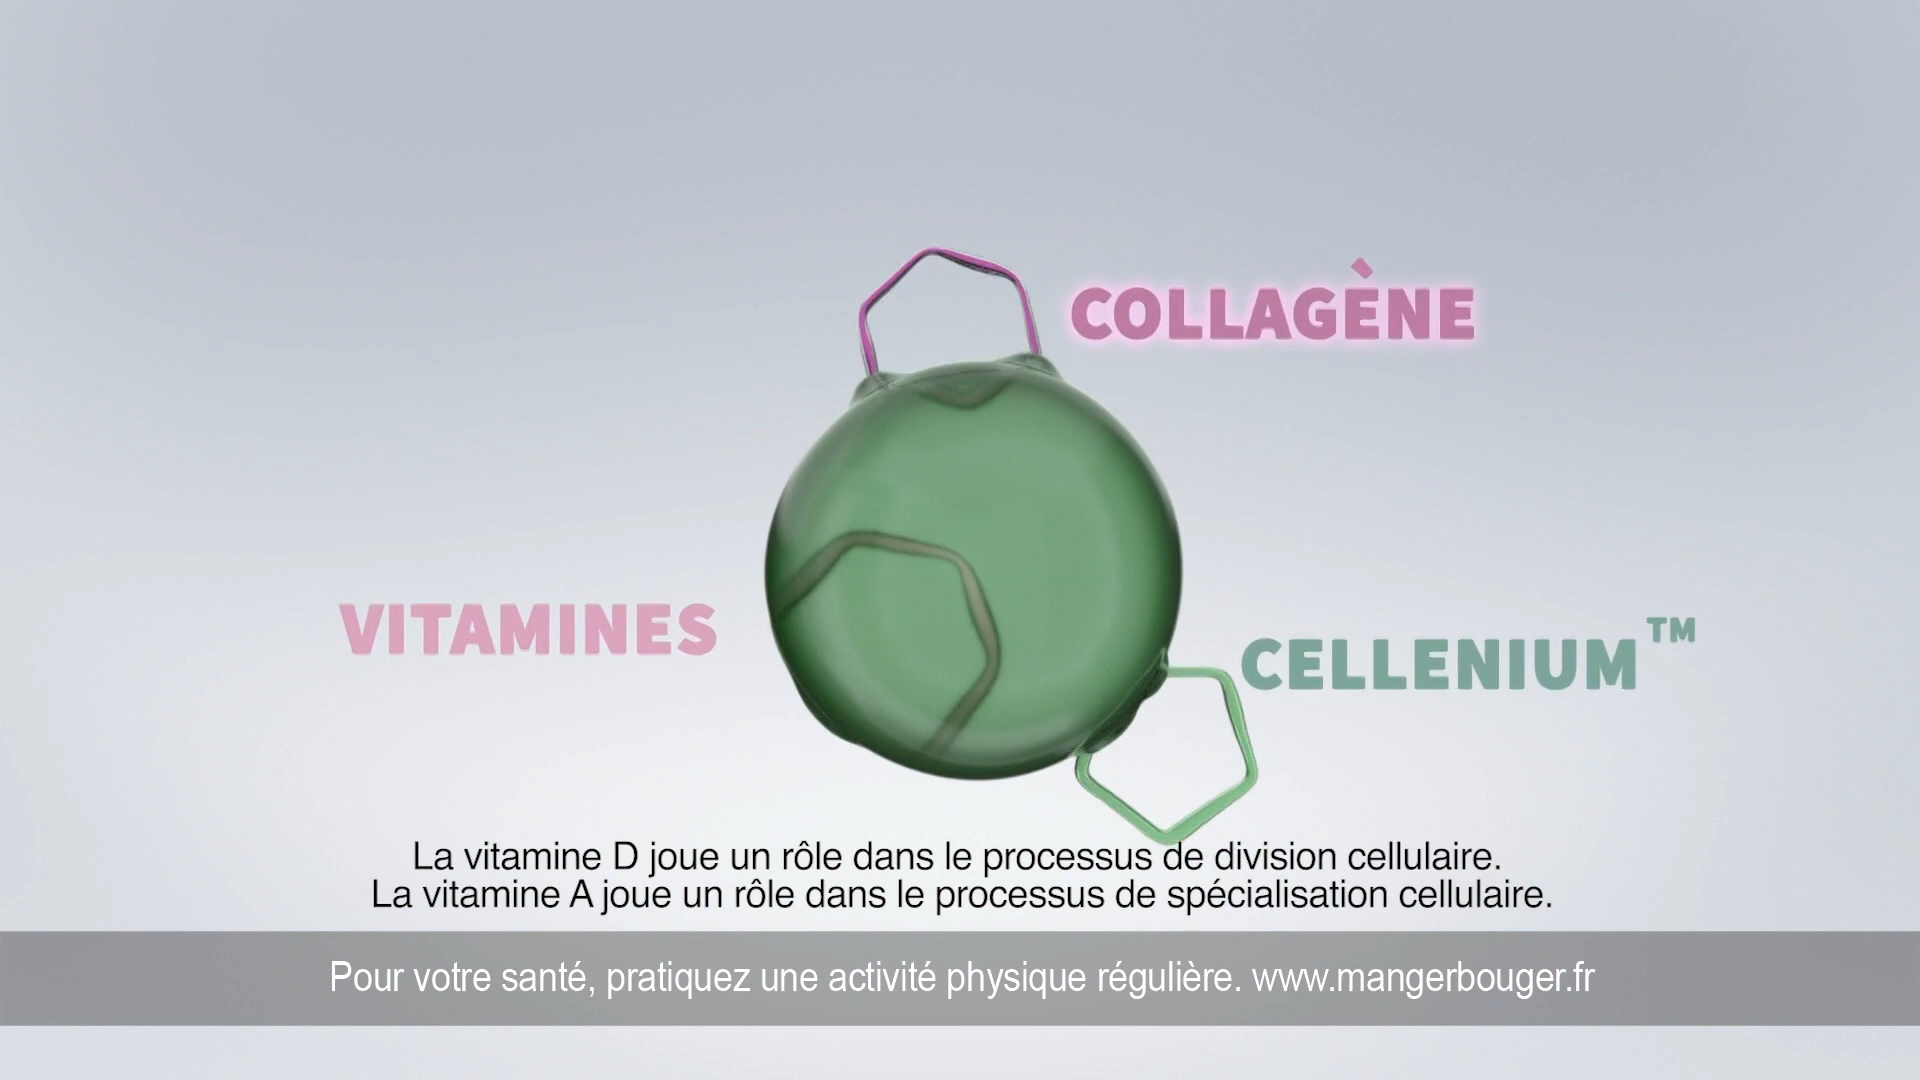 COLLAGÈNE
VITAMINES
CELLENIUM™
La vitamine D joue un rôle dans le processus de division cellulaire.
La vitamine A joue un rôle dans le processus de spécialisation cellulaire.
Pour votre santé, pratiquez une activité physique régulière. www.mangerbouger.fr